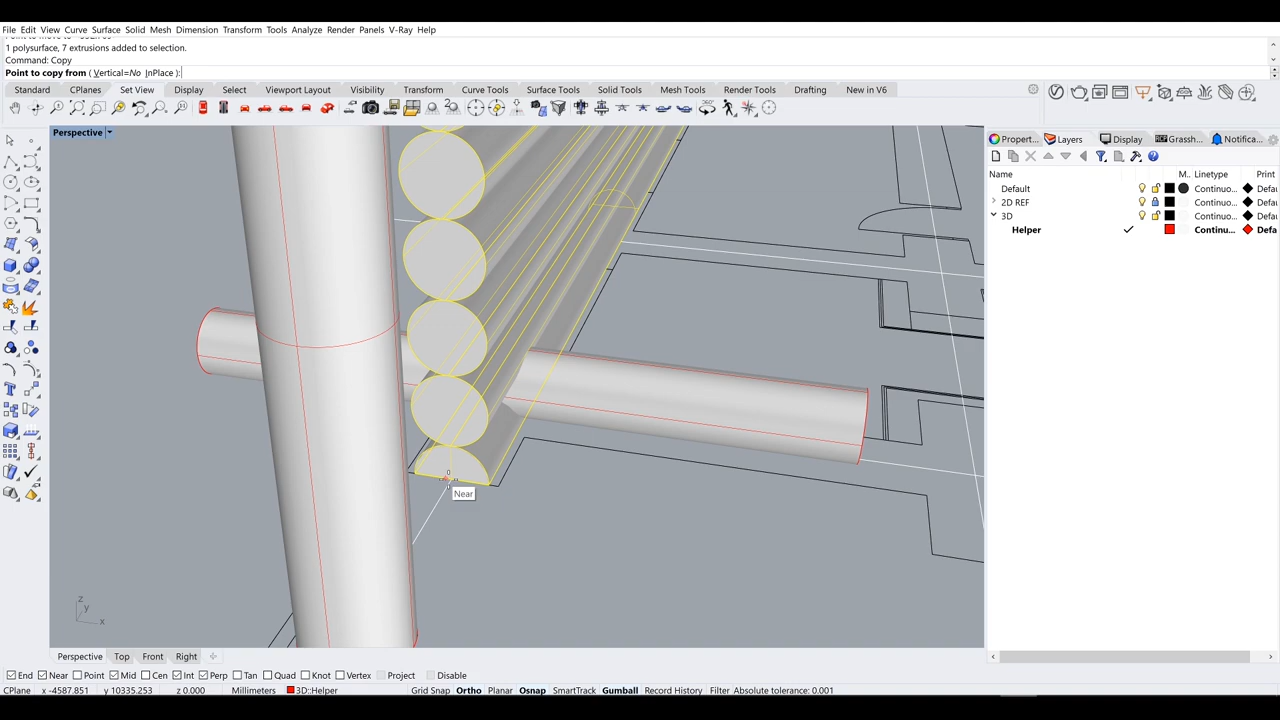 File Edit View Curve Surface Solid Mesh Dimension Transform Tools Analyze Render Panels V-Ray Help
1 polysurface, 7 extrusions added to selection.
Command: Copy
Point to copy from ( Vertical=No InPlace ):
Standard CPlanes Set View Display Select Viewport Layout Visibility Transform Curve Tools Surface Tools Solid Tools Mesh Tools Render Tools Drafting New in V6
Perspective
Propert... Layers Display Grassh... Notifica...
Name M.. Linetype Print
Default Continuo... Defau
2D REF Continuo... Defau
3D Continuo... Defau
Helper Continu... Defa
Near
z
y
x
Perspective Top Front Right
End Near Point Mid Cen Int Perp Tan Quad Knot Vertex Project Disable
CPlane x -4587.851 y 10335.253 z 0.000 Millimeters 3D::Helper Grid Snap Ortho Planar Osnap SmartTrack Gumball Record History Filter Absolute tolerance: 0.001